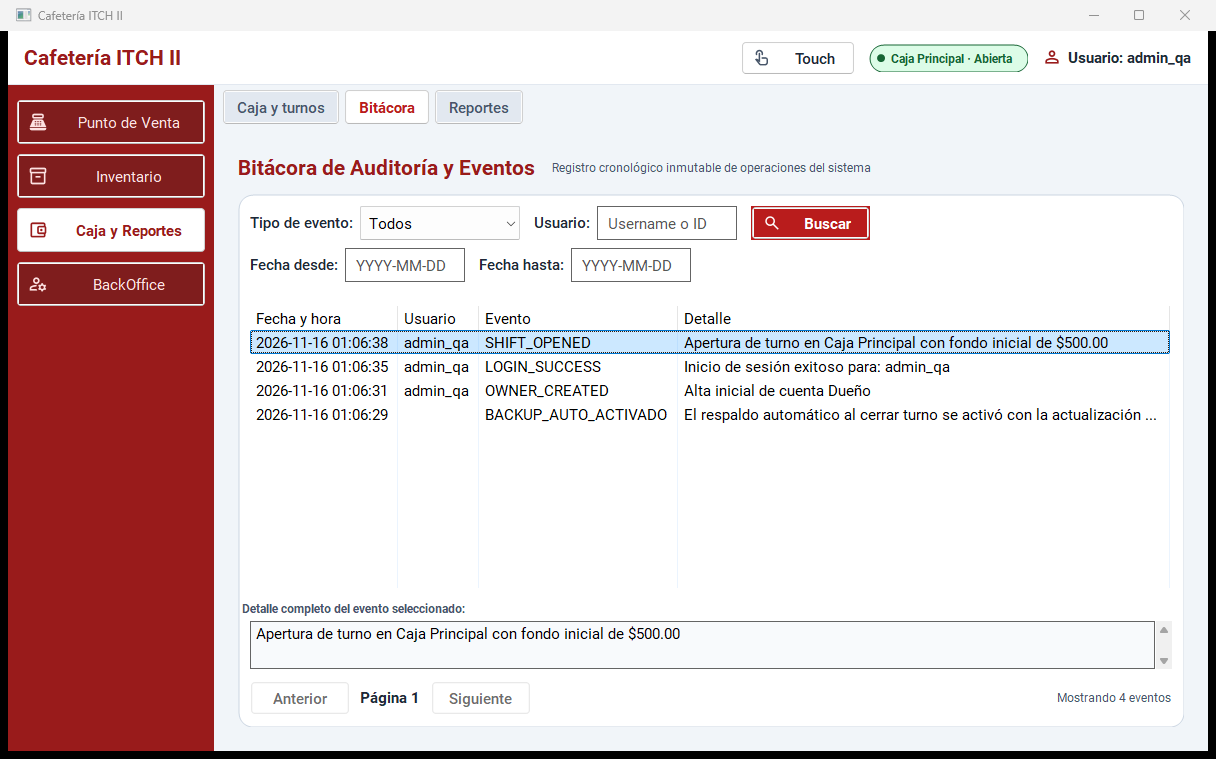 Cafetería ITCH II
Cafetería ITCH II
Touch
Caja Principal · Abierta
Usuario: admin_qa
Punto de Venta
Inventario
Caja y Reportes
BackOffice
Caja y turnos
Bitácora
Reportes
Bitácora de Auditoría y Eventos
Registro cronológico inmutable de operaciones del sistema
Tipo de evento: Todos Usuario: Username o ID Buscar
Fecha desde: YYYY-MM-DD Fecha hasta: YYYY-MM-DD
Fecha y hora Usuario Evento Detalle
2026-11-16 01:06:38 admin_qa SHIFT_OPENED Apertura de turno en Caja Principal con fondo inicial de $500.00
2026-11-16 01:06:35 admin_qa LOGIN_SUCCESS Inicio de sesión exitoso para: admin_qa
2026-11-16 01:06:31 admin_qa OWNER_CREATED Alta inicial de cuenta Dueño
2026-11-16 01:06:29 BACKUP_AUTO_ACTIVADO El respaldo automático al cerrar turno se activó con la actualización ...
Detalle completo del evento seleccionado:
Apertura de turno en Caja Principal con fondo inicial de $500.00
Anterior Página 1 Siguiente Mostrando 4 eventos